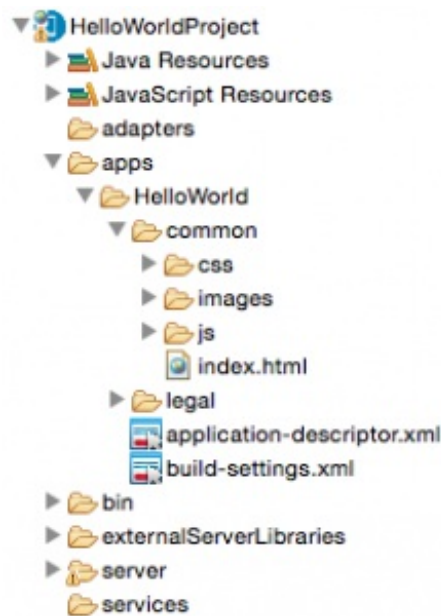 HelloWorldProject
Java Resources
JavaScript Resources
adapters
apps
HelloWorld
common
css
images
js
index.html
legal
application-descriptor.xml
build-settings.xml
bin
externalServerLibraries
server
services